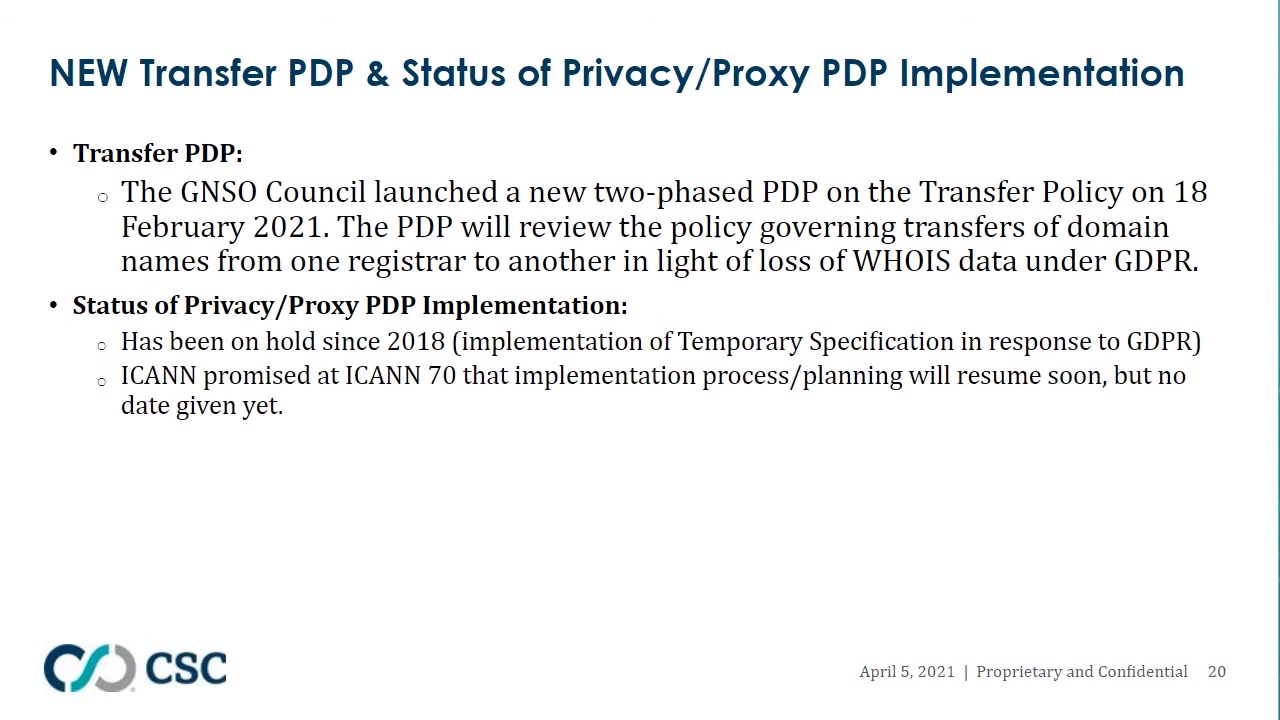 NEW Transfer PDP & Status of Privacy/Proxy PDP Implementation
• Transfer PDP:
○ The GNSO Council launched a new two-phased PDP on the Transfer Policy on 18
February 2021. The PDP will review the policy governing transfers of domain
names from one registrar to another in light of loss of WHOIS data under GDPR.
• Status of Privacy/Proxy PDP Implementation:
○ Has been on hold since 2018 (implementation of Temporary Specification in response to GDPR)
○ ICANN promised at ICANN 70 that implementation process/planning will resume soon, but no
date given yet.
CSC
April 5, 2021 | Proprietary and Confidential 20